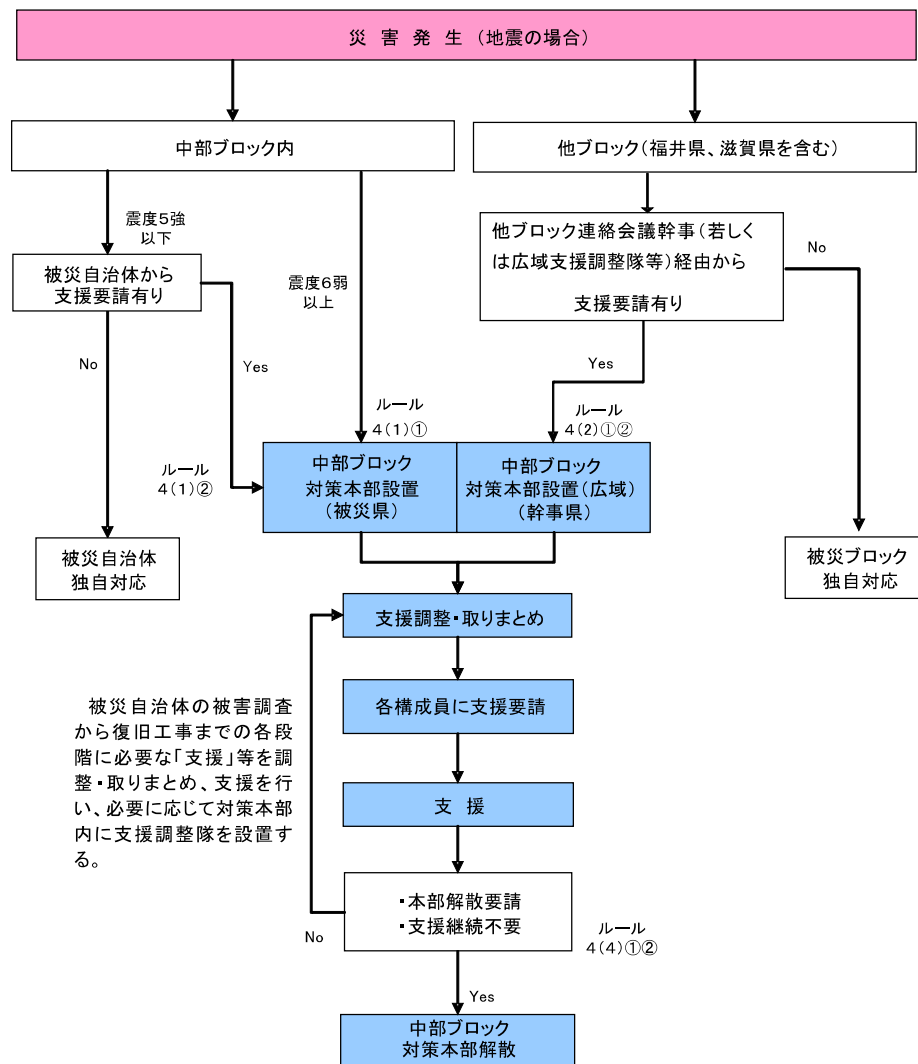 災 害 発 生 (地震の場合)
中部ブロック内
他ブロック(福井県、滋賀県を含む)
震度5強
以下
被災自治体から
支援要請有り
震度6弱
以上
他ブロック連絡会議幹事(若しく
は広域支援調整隊等)経由から
支援要請有り
No
No
Yes
Yes
ルール
4(1)①
ルール
4(2)①②
ルール
4(1)②
中部ブロック
対策本部設置
(被災県)
中部ブロック
対策本部設置(広域)
(幹事県)
被災自治体
独自対応
被災ブロック
独自対応
支援調整・取りまとめ
各構成員に支援要請
被災自治体の被害調査
から復旧工事までの各段
階に必要な「支援」等を調
整・取りまとめ、支援を行
い、必要に応じて対策本部
内に支援調整隊を設置す
る。
支 援
・本部解散要請
・支援継続不要
No
ルール
4(4)①②
Yes
中部ブロック
対策本部解散